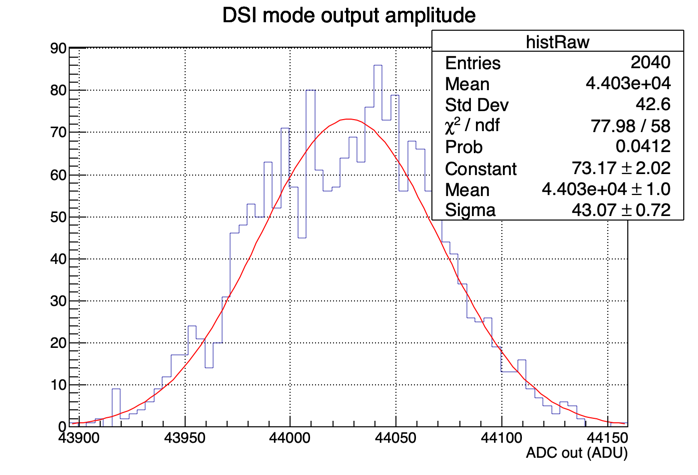 DSI mode output amplitude
histRaw
Entries 2040
Mean 4.403e+04
Std Dev 42.6
χ² / ndf 77.98 / 58
Prob 0.0412
Constant 73.17 ± 2.02
Mean 4.403e+04 ± 1.0
Sigma 43.07 ± 0.72
90
80
70
60
50
40
30
20
10
0
43900 43950 44000 44050 44100 44150
ADC out (ADU)